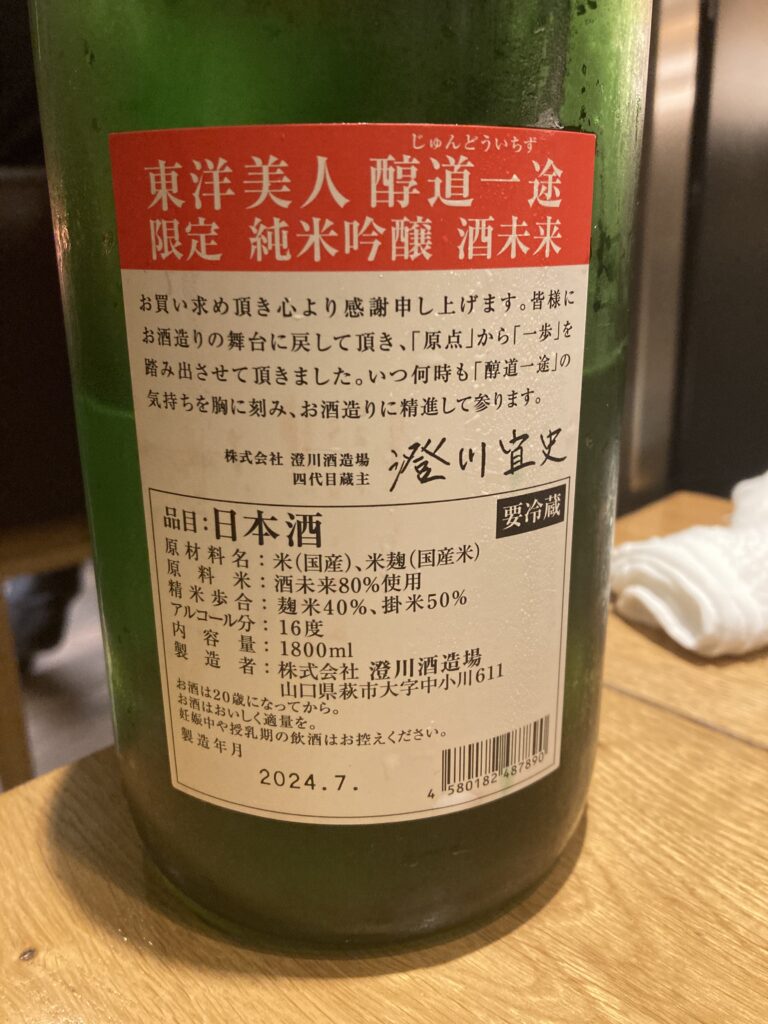 じゅんどういちず
東洋美人 醇道一途
限定 純米吟醸 酒未来
お買い求め頂き心より感謝申し上げます。皆様に
お酒造りの舞台に戻して頂き、「原点」から「一歩」を
踏み出させて頂きました。いつ何時も「醇道一途」の
気持ちを胸に刻み、お酒造りに精進して参ります。
株式会社 澄川酒造場
四代目蔵主 澄川宜史
品目:日本酒 要冷蔵
原材料名:米(国産)、米麹(国産米)
原料米:酒未来80%使用
精米歩合:麹米40%、掛米50%
アルコール分:16度
内容量:1800ml
製造者:株式会社 澄川酒造場
山口県萩市大字中小川611
お酒は20歳になってから。
お酒はおいしく適量を。
妊娠中や授乳期の飲酒はお控えください。
製造年月
2024.7.
4 580182 487890